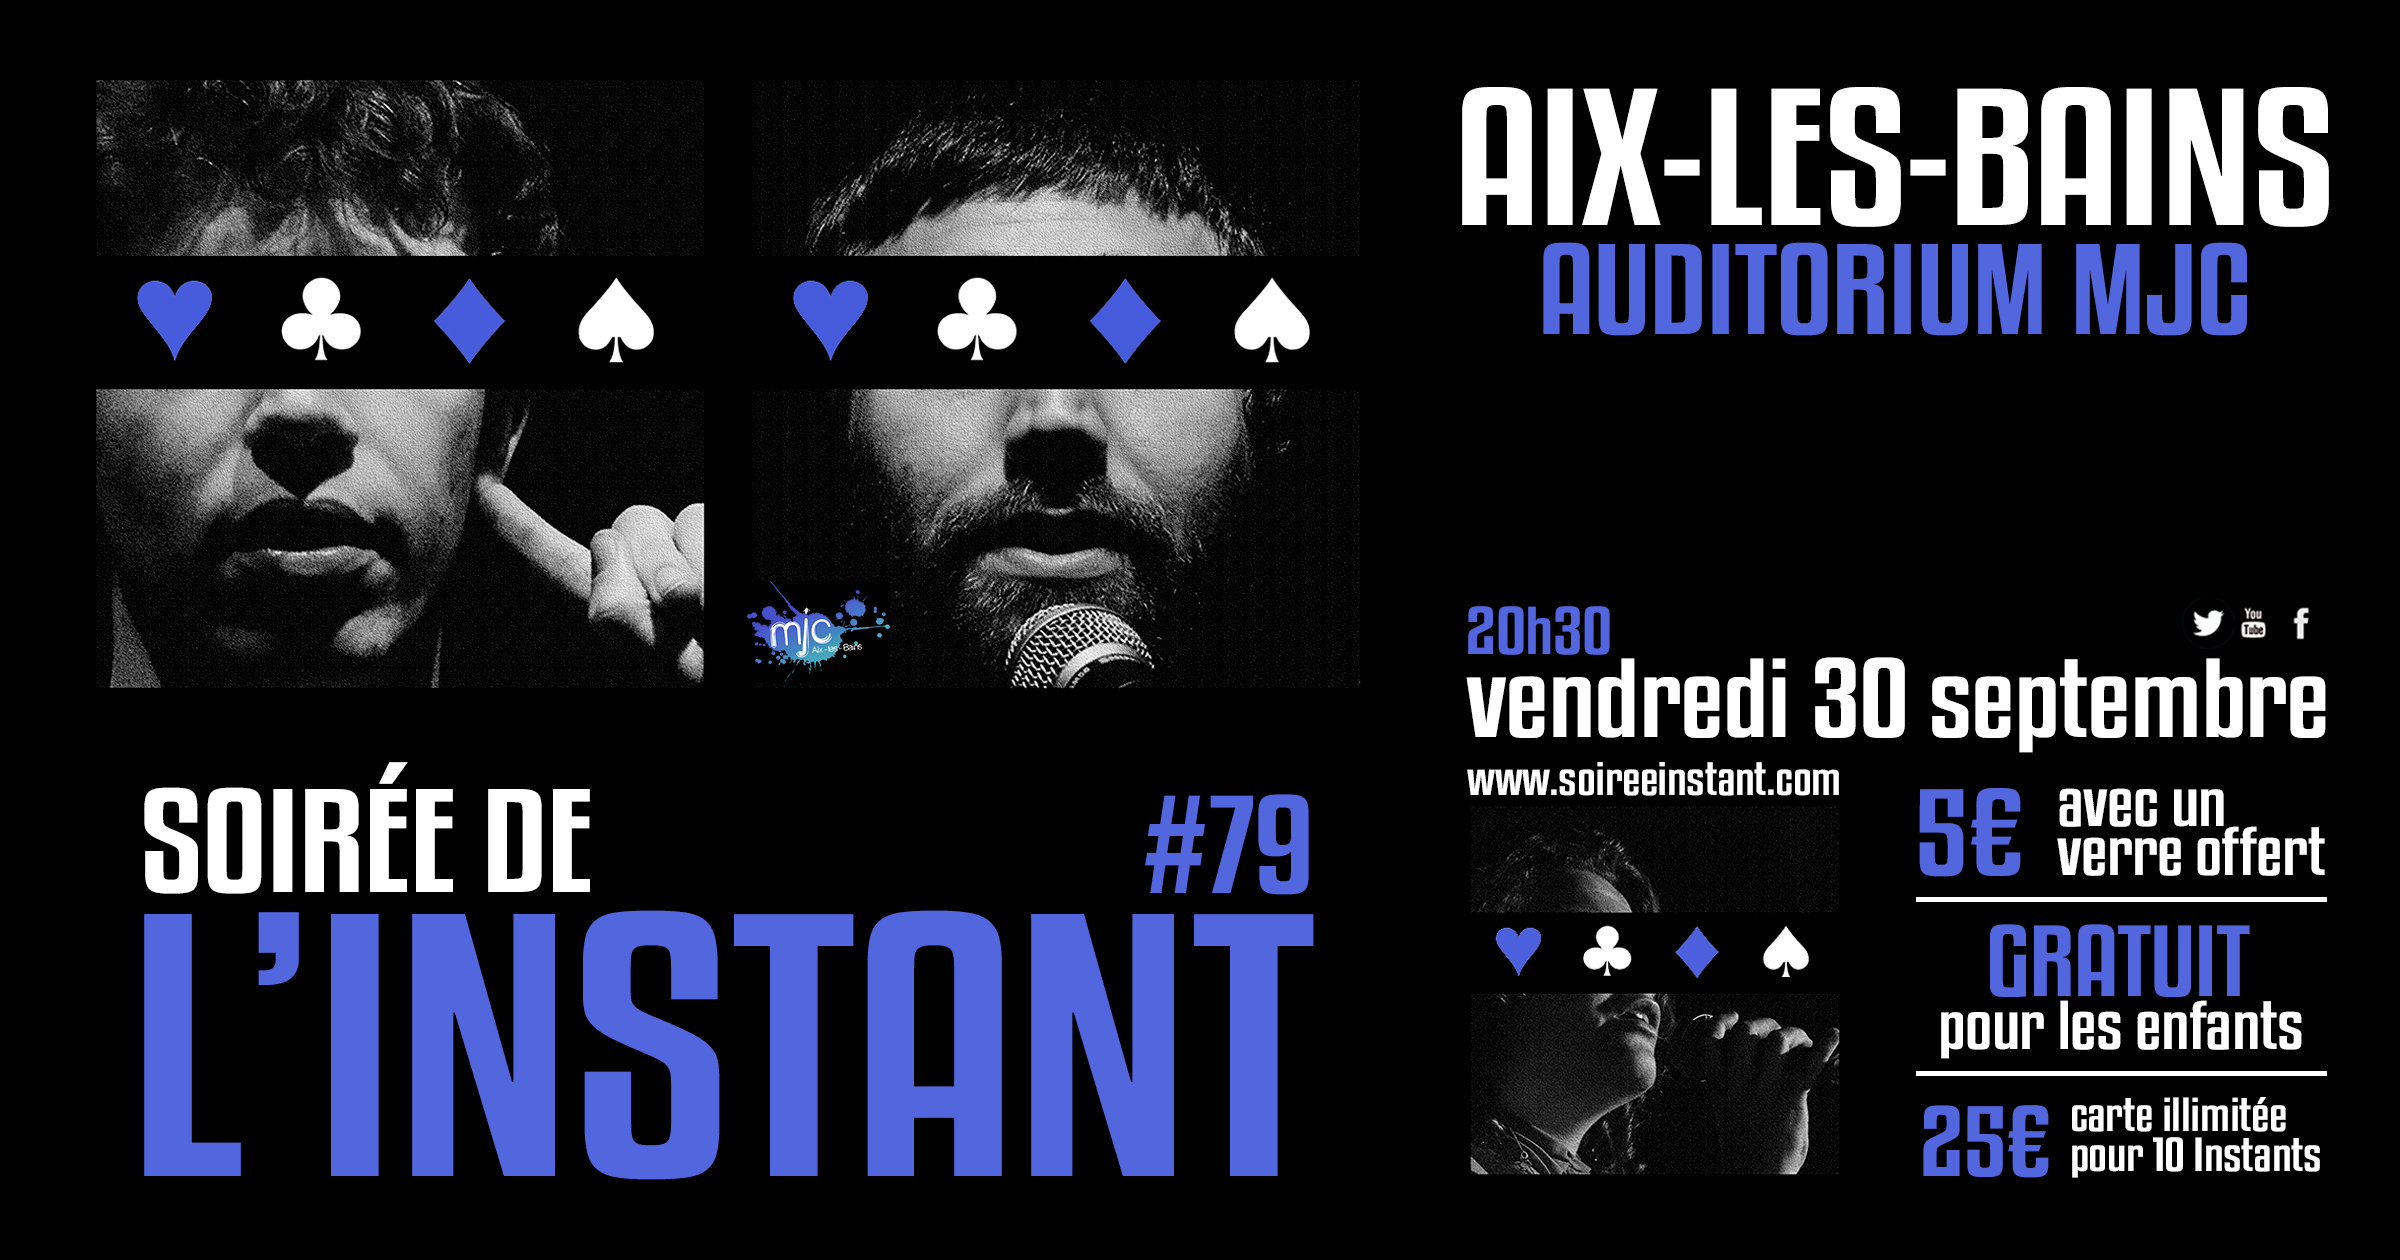 AIX-LES-BAINS
AUDITORIUM MJC
mjc
Aix-les-Bains
SOIRÉE DE
#79
L'INSTANT
20h30
You
Tube
f
vendredi 30 septembre
www.soireeinstant.com
5€ avec un
verre offert
GRATUIT
pour les enfants
25€ carte illimitée
pour 10 Instants